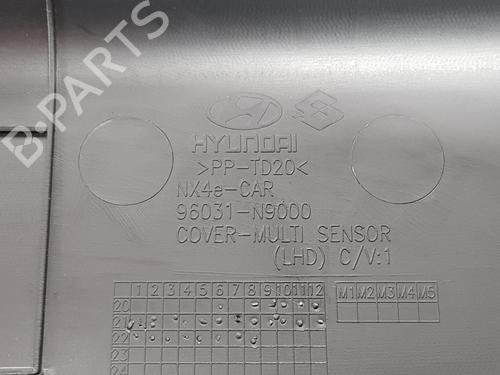 B-PARTS
HYUNDAI
>PP-TD20<
NX4e-CAR
96031-N9000
COVER-MULTI SENSOR
(LHD) C/V:1
1 2 3 4 5 6 7 8 9 10 11 12
M1 M2 M3 M4 M5
20
21
22
23
24